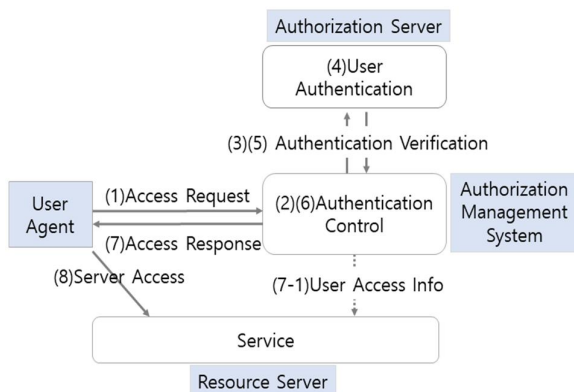 Authorization Server
(4)User
Authentication
(3)(5) Authentication Verification
User
Agent
(1)Access Request
(2)(6)Authentication
Control
Authorization
Management
System
(7)Access Response
(8)Server Access
(7-1)User Access Info
Service
Resource Server